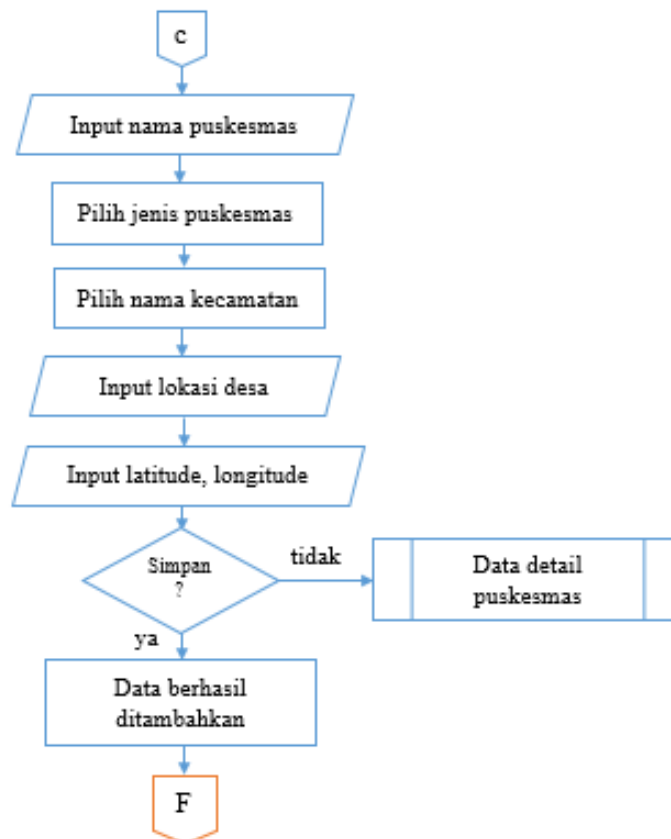 c
Input nama puskesmas
Pilih jenis puskesmas
Pilih nama kecamatan
Input lokasi desa
Input latitude, longitude
Simpan
?
tidak
Data detail
puskesmas
ya
Data berhasil
ditambahkan
F